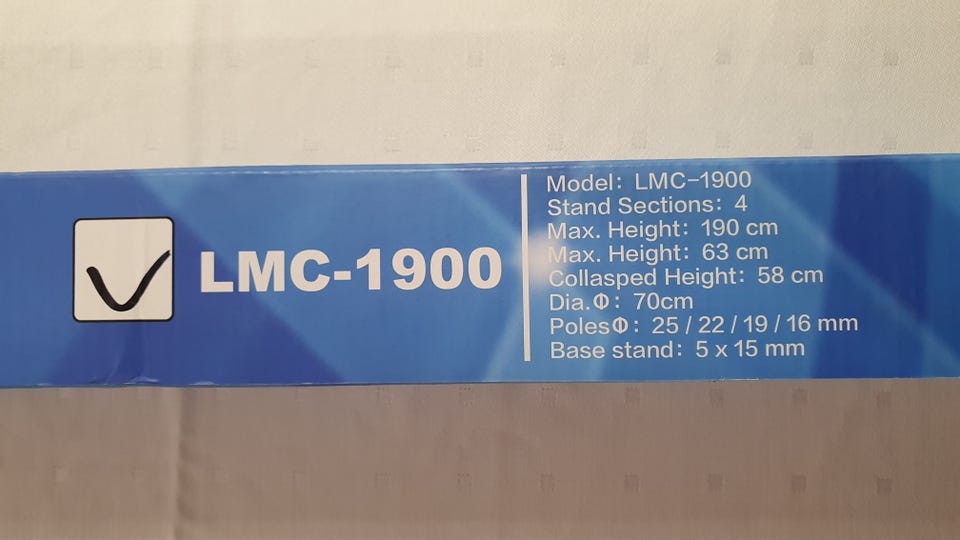 LMC-1900
Model: LMC-1900
Stand Sections: 4
Max. Height: 190 cm
Max. Height: 63 cm
Collasped Height: 58 cm
Dia.Φ: 70cm
PolesΦ: 25 / 22 / 19 / 16 mm
Base stand: 5 x 15 mm